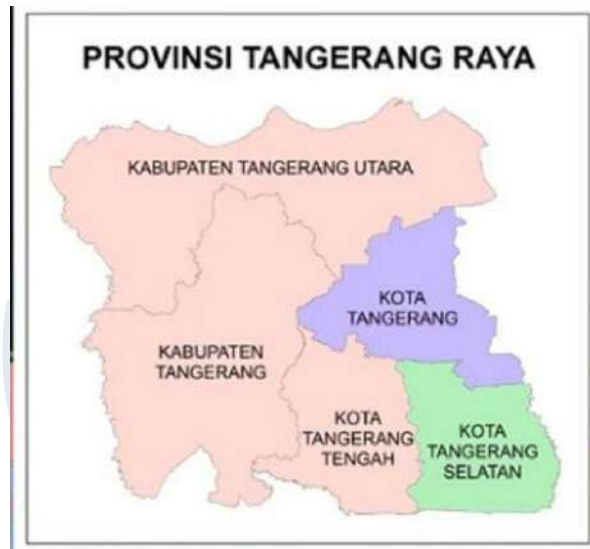 PROVINSI TANGERANG RAYA
KABUPATEN TANGERANG UTARA
KOTA
TANGERANG
KABUPATEN
TANGERANG
KOTA
TANGERANG
TENGAH
KOTA
TANGERANG
SELATAN